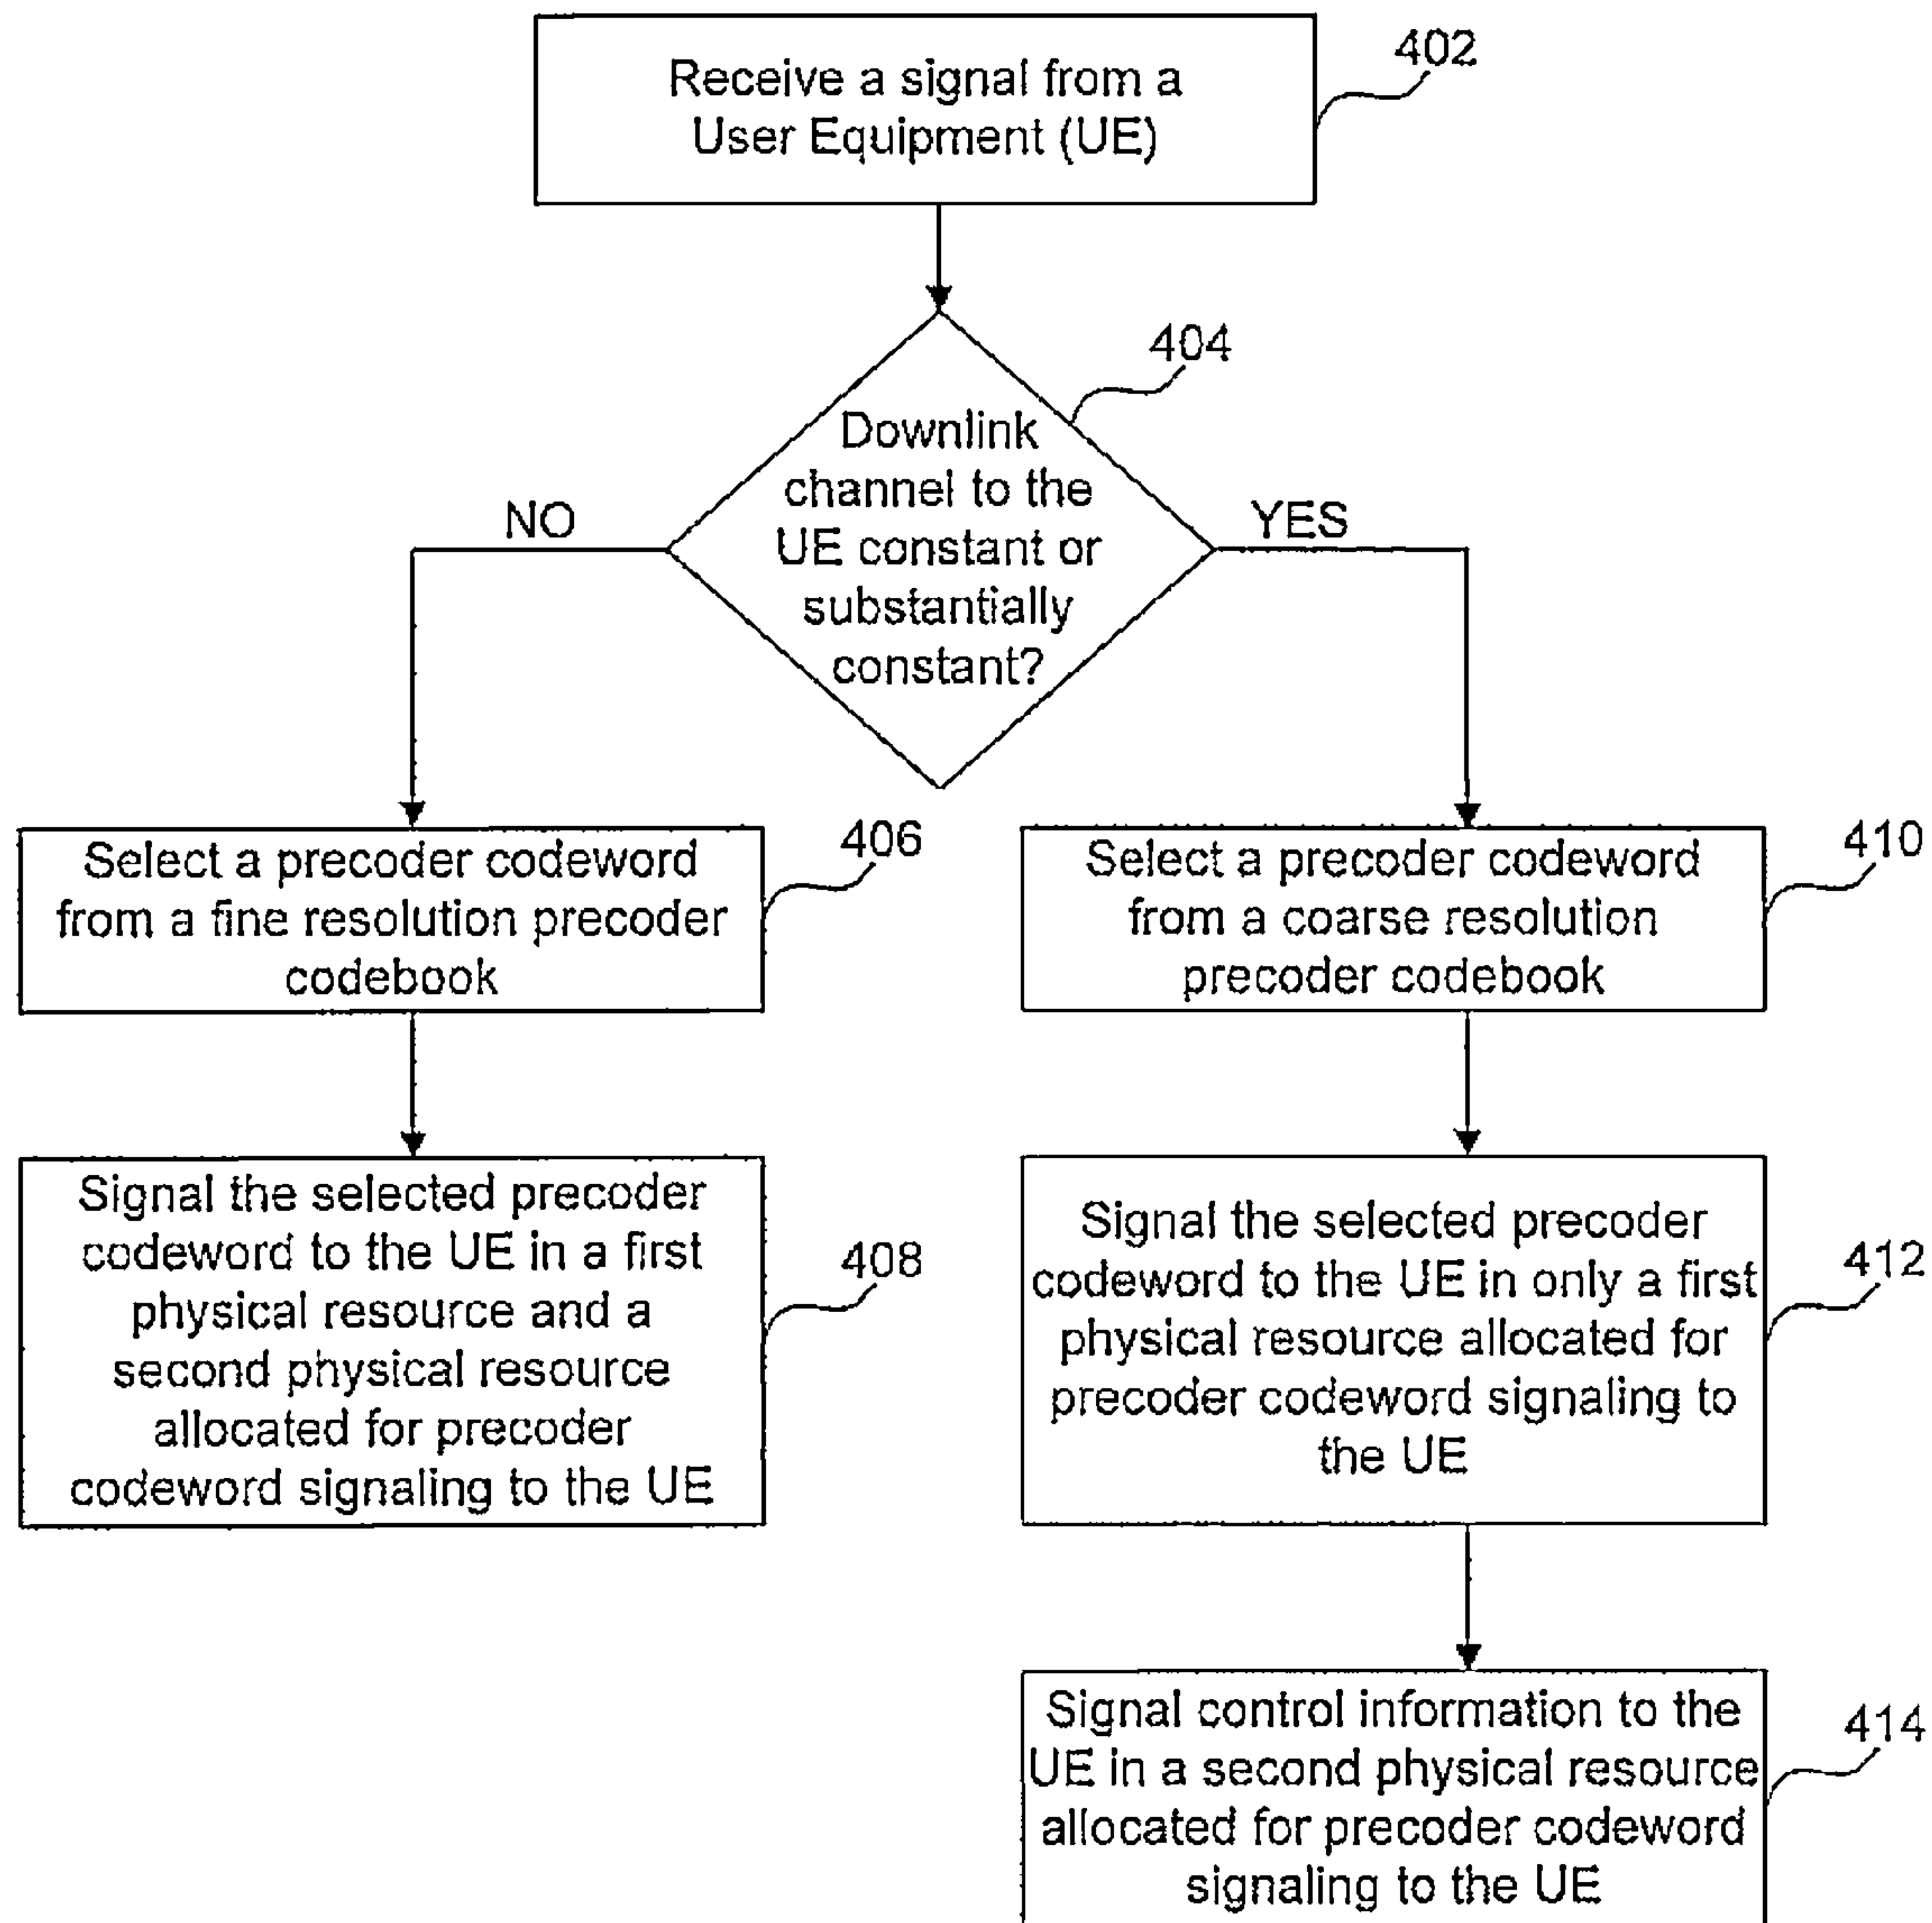 Receive a signal from a
User Equipment (UE)
402
404
Downlink
channel to the
UE constant or
substantially
constant?
NO
YES
Select a precoder codeword
from a fine resolution precoder
codebook
406
Select a precoder codeword
from a coarse resolution
precoder codebook
410
Signal the selected precoder
codeword to the UE in a first
physical resource and a
second physical resource
allocated for precoder
codeword signaling to the UE
408
Signal the selected precoder
codeword to the UE in only a first
physical resource allocated for
precoder codeword signaling to
the UE
412
Signal control information to the
UE in a second physical resource
allocated for precoder codeword
signaling to the UE
414